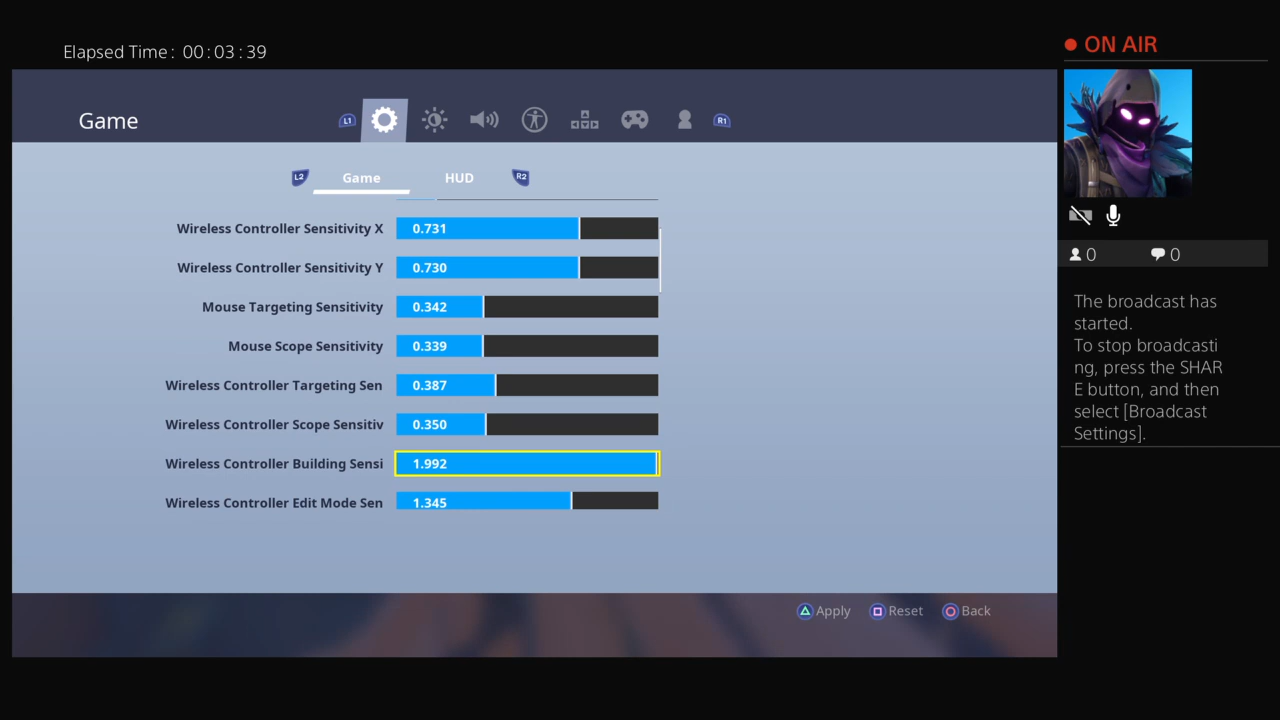 Elapsed Time: 00:03:39
ON AIR
Game
L1
R1
L2
Game
HUD
R2
Wireless Controller Sensitivity X 0.731
Wireless Controller Sensitivity Y 0.730
Mouse Targeting Sensitivity 0.342
Mouse Scope Sensitivity 0.339
Wireless Controller Targeting Sen 0.387
Wireless Controller Scope Sensitiv 0.350
Wireless Controller Building Sensi 1.992
Wireless Controller Edit Mode Sen 1.345
Apply Reset Back
0 0
The broadcast has
started.
To stop broadcasti
ng, press the SHAR
E button, and then
select [Broadcast
Settings].